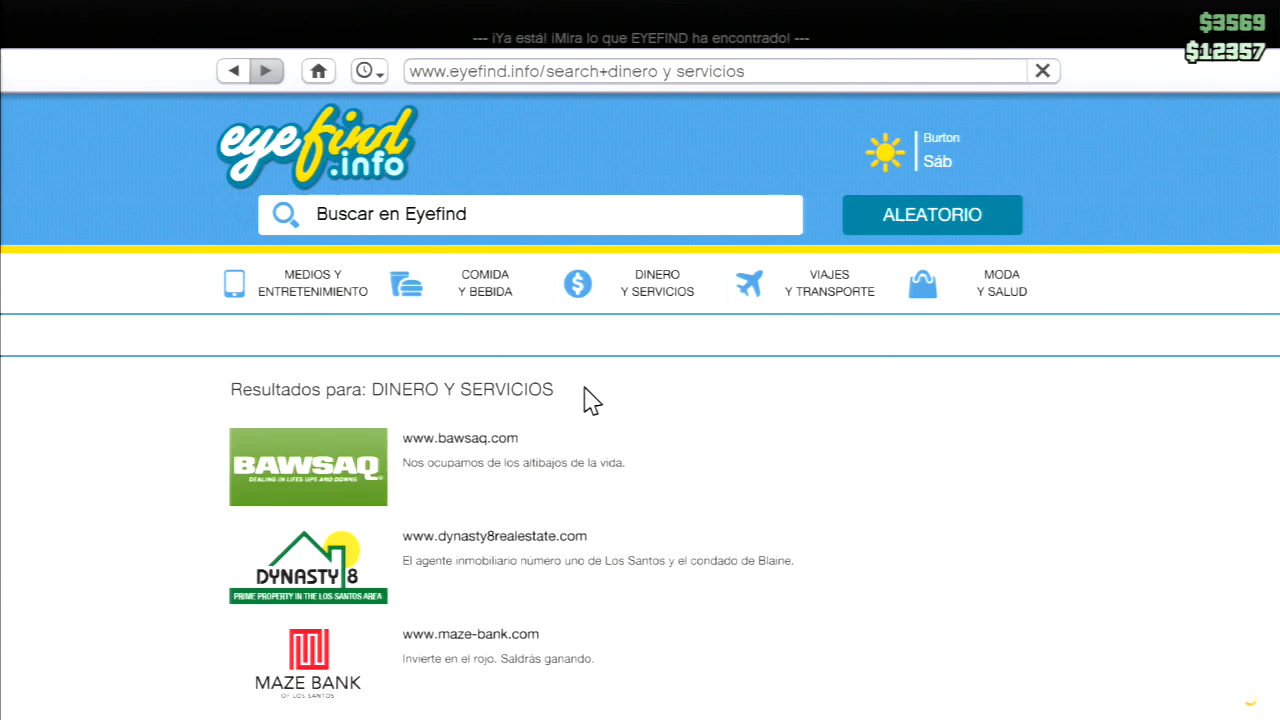 $3569
--- ¡Ya está! ¡Mira lo que EYEFIND ha encontrado! ---
$12357
www.eyefind.info/search+dinero y servicios
eyefind
.info
Burton
Sáb
Buscar en Eyefind
ALEATORIO
MEDIOS Y
ENTRETENIMIENTO
COMIDA
Y BEBIDA
DINERO
Y SERVICIOS
VIAJES
Y TRANSPORTE
MODA
Y SALUD
Resultados para: DINERO Y SERVICIOS
BAWSAQ
DEALING IN LIFES UPS AND DOWNS
www.bawsaq.com
Nos ocupamos de los altibajos de la vida.
DYNASTY 8
PRIME PROPERTY IN THE LOS SANTOS AREA
www.dynasty8realestate.com
El agente inmobiliario número uno de Los Santos y el condado de Blaine.
MAZE BANK
OF LOS SANTOS
www.maze-bank.com
Invierte en el rojo. Saldrás ganando.